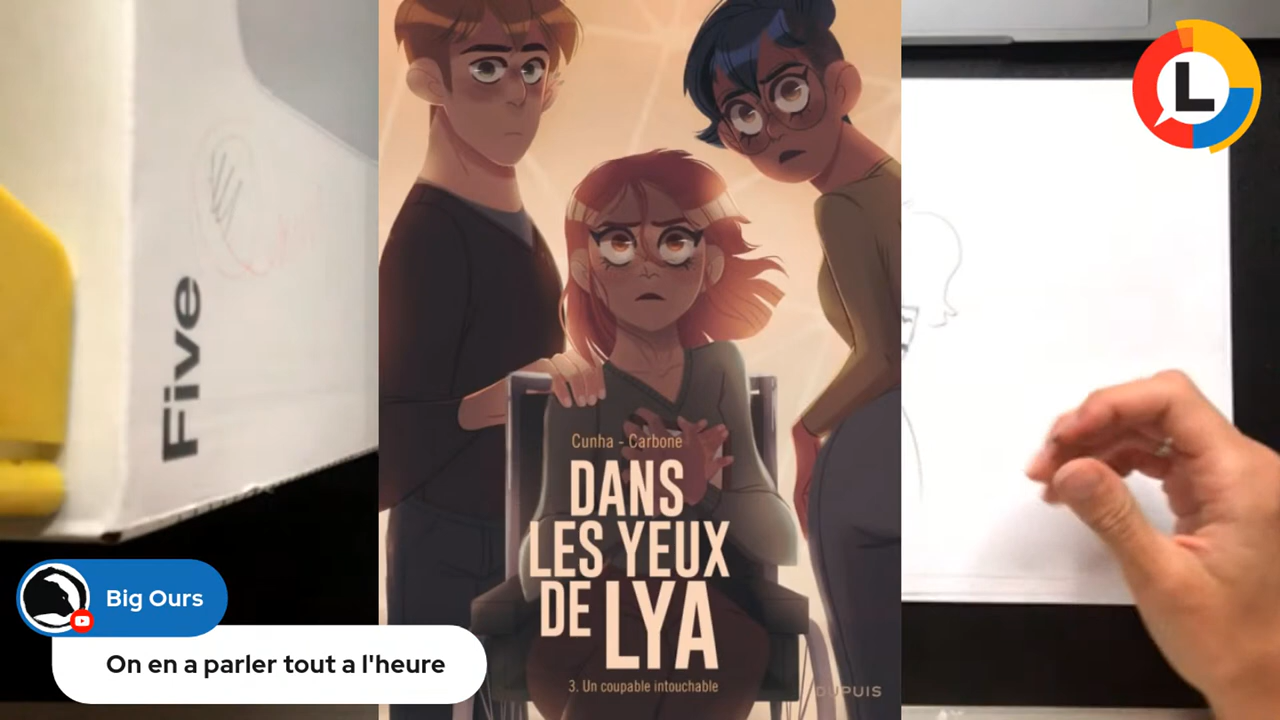 L
Five
Cunha - Carbone
DANS
LES YEUX
DE LYA
3. Un coupable intouchable
DUPUIS
Big Ours
On en a parler tout a l'heure